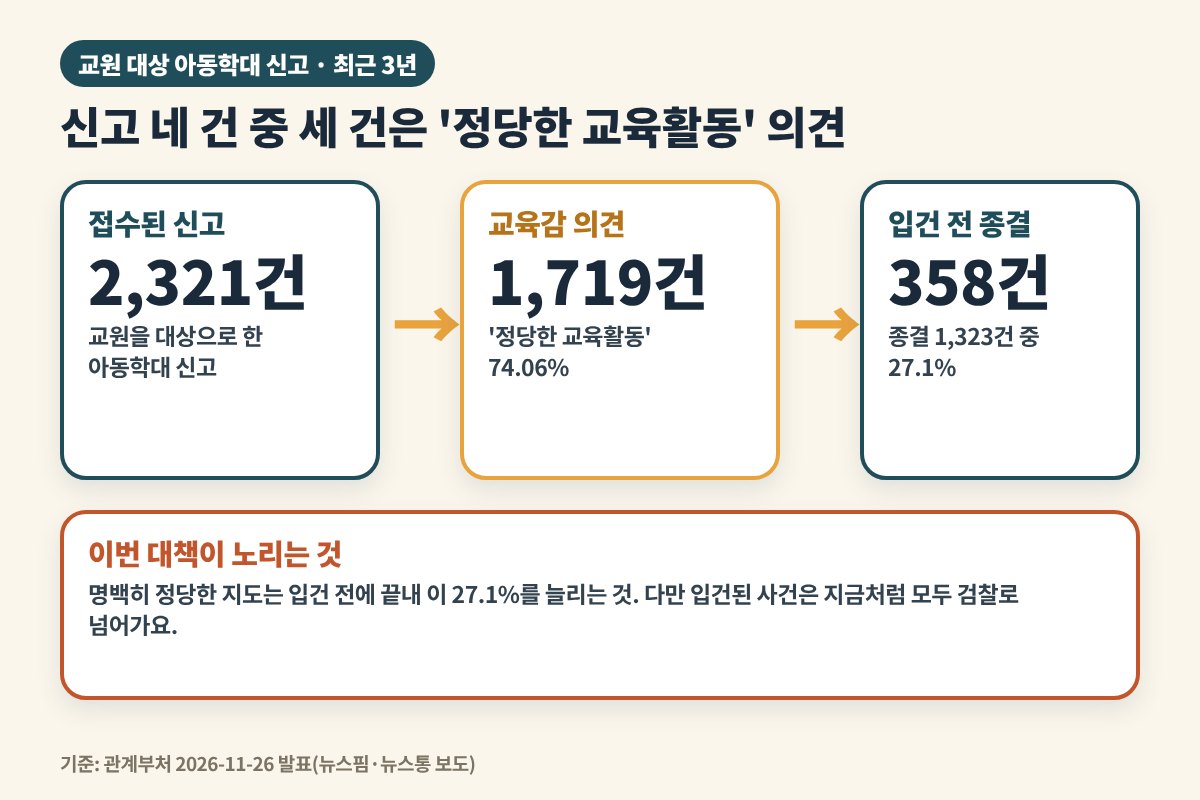 교원 대상 아동학대 신고 · 최근 3년
신고 네 건 중 세 건은 '정당한 교육활동' 의견
접수된 신고
2,321건
교원을 대상으로 한
아동학대 신고
→
교육감 의견
1,719건
'정당한 교육활동'
74.06%
→
입건 전 종결
358건
종결 1,323건 중
27.1%
이번 대책이 노리는 것
명백히 정당한 지도는 입건 전에 끝내 이 27.1%를 늘리는 것. 다만 입건된 사건은 지금처럼 모두 검찰로
넘어가요.
기준: 관계부처 2026-11-26 발표(뉴스핌·뉴스통 보도)